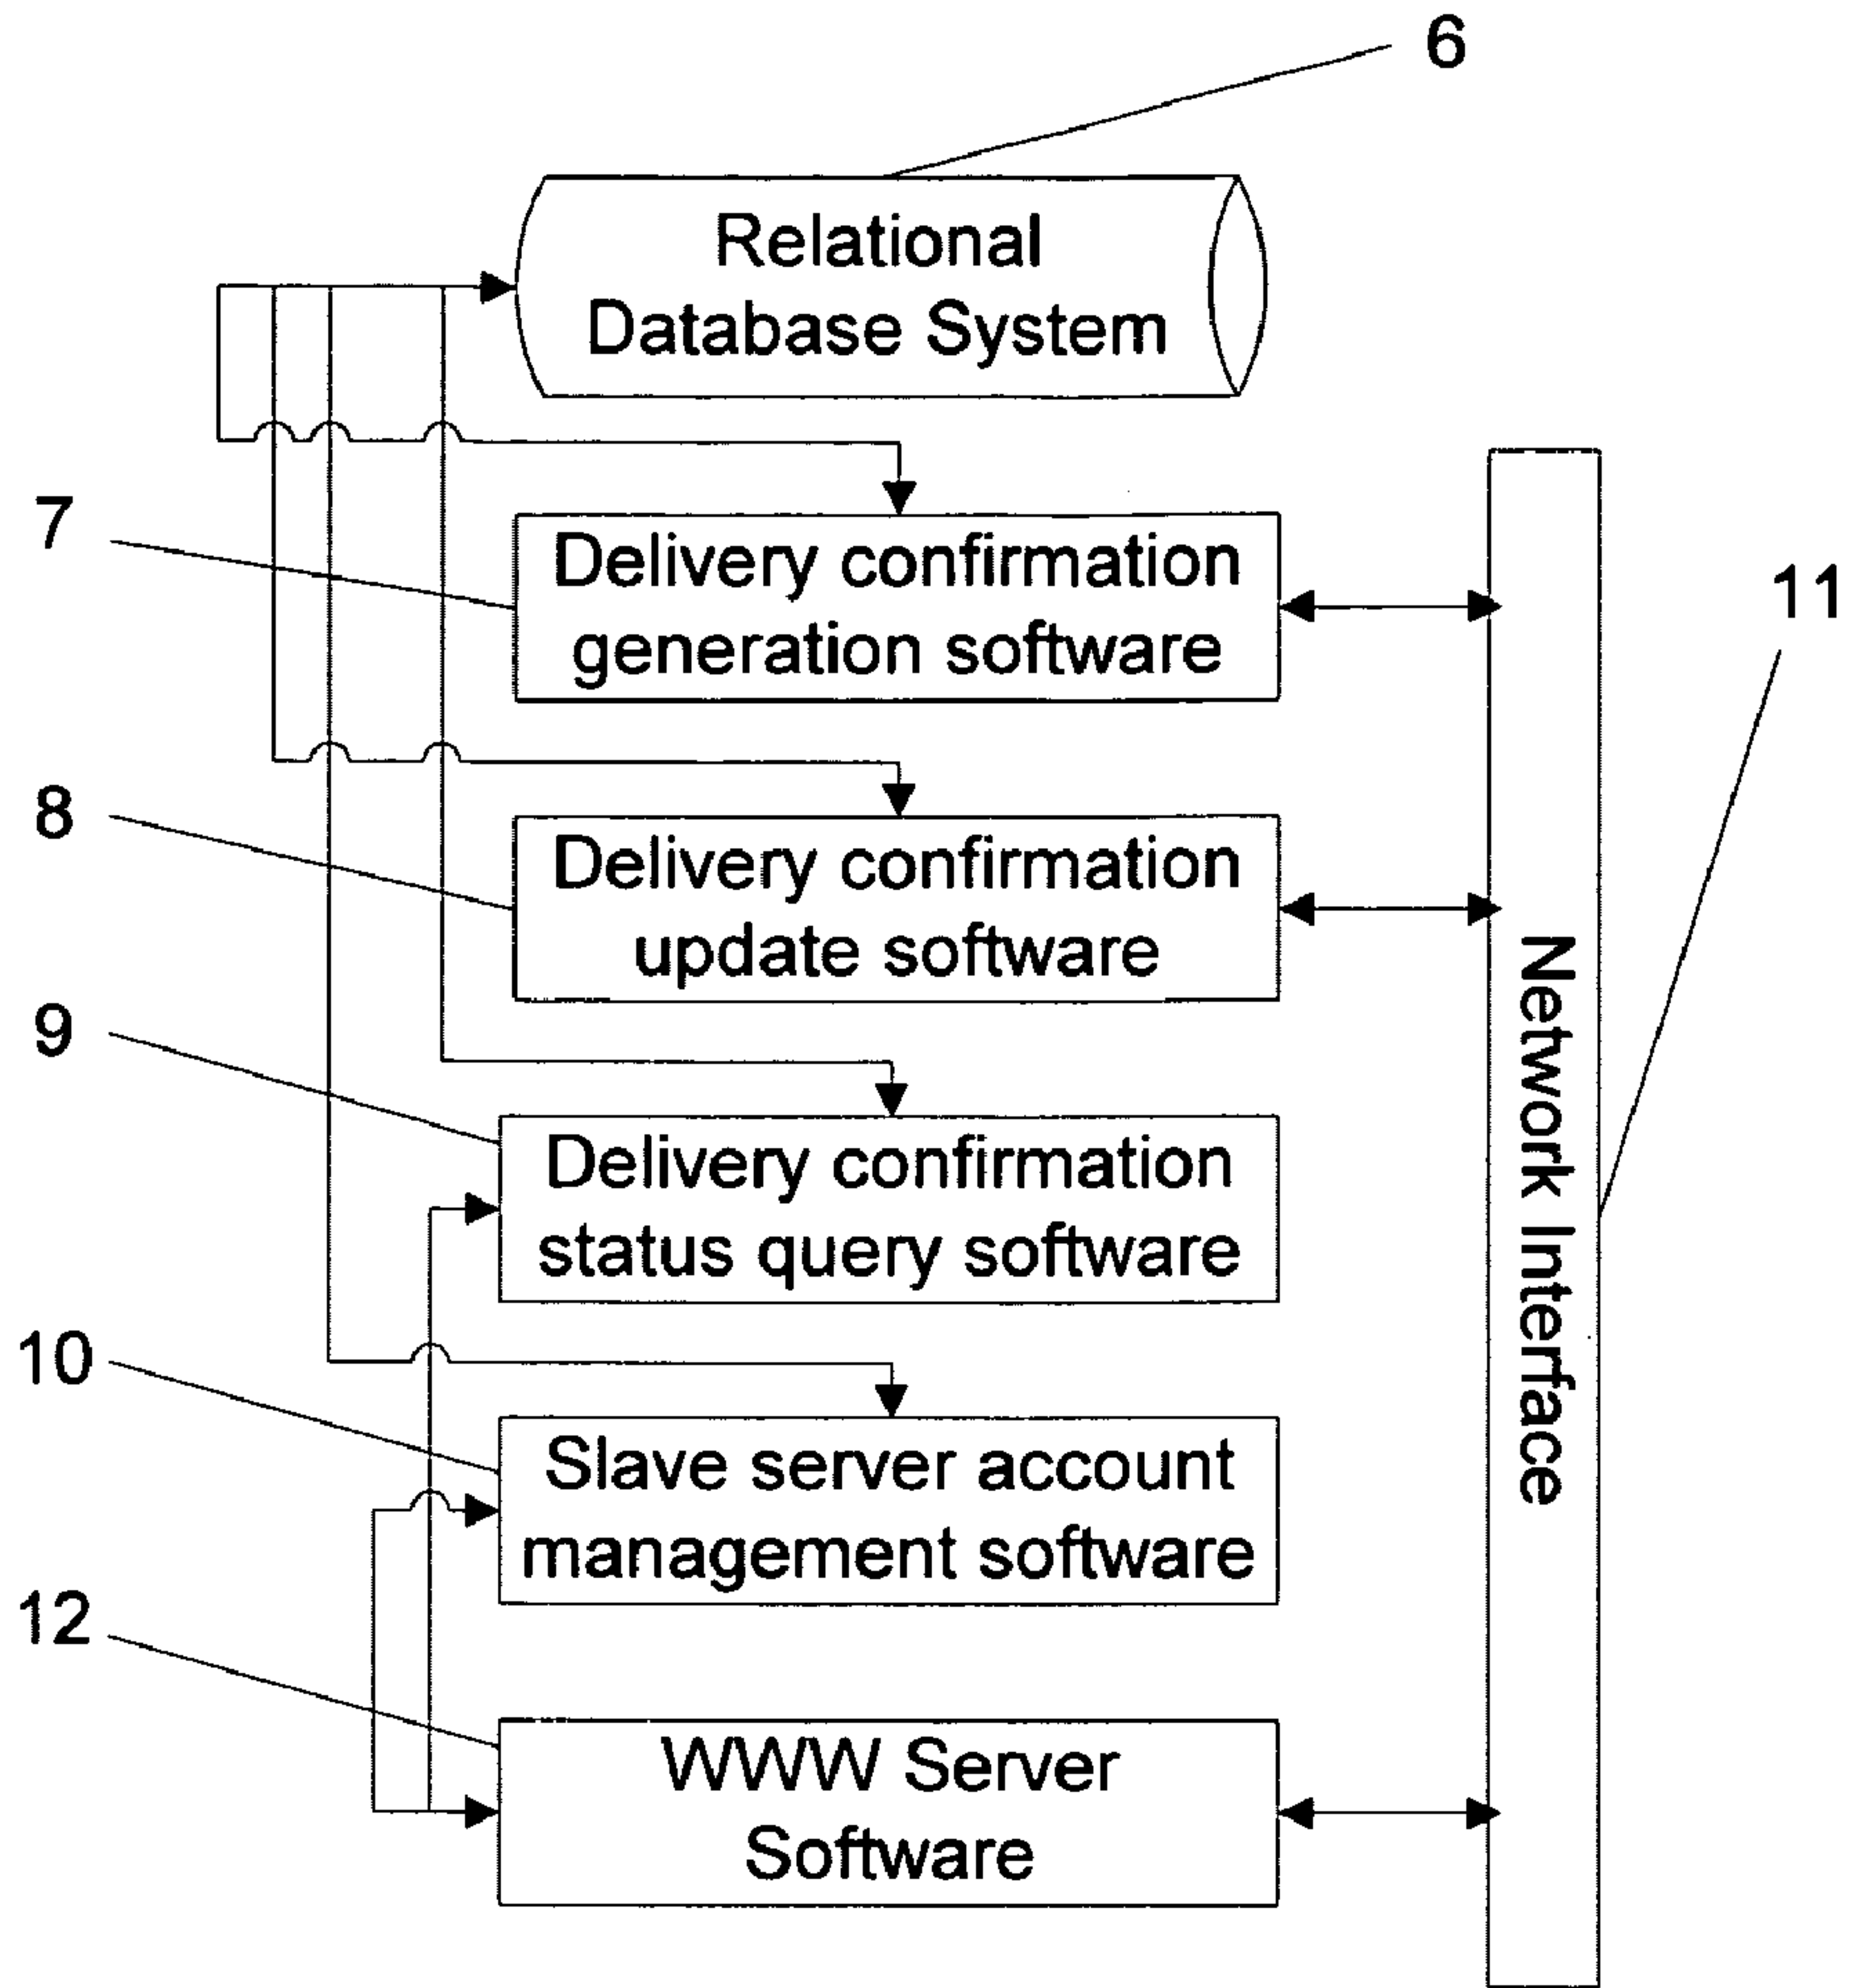 6
Relational
Database System
7
Delivery confirmation
generation software
11
8
Delivery confirmation
update software
Network Interface
9
Delivery confirmation
status query software
10
Slave server account
management software
12
WWW Server
Software